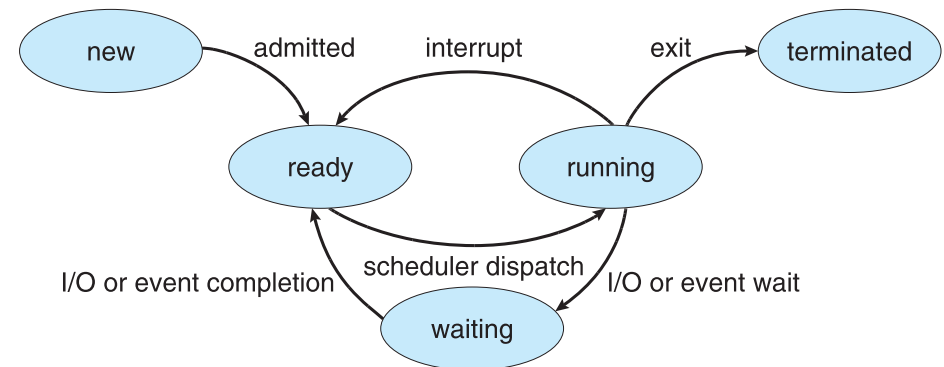 new
admitted
interrupt
exit
terminated
ready
running
scheduler dispatch
I/O or event completion
I/O or event wait
waiting